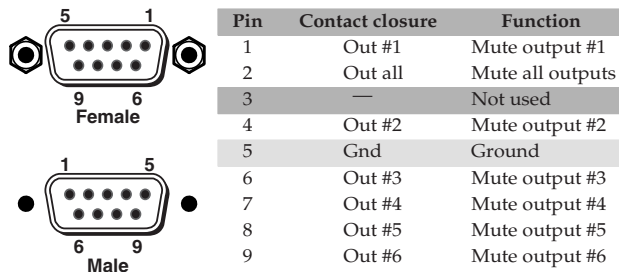 5 1
9 6
Female
1 5
6 9
Male
Pin Contact closure Function
1 Out #1 Mute output #1
2 Out all Mute all outputs
3 — Not used
4 Out #2 Mute output #2
5 Gnd Ground
6 Out #3 Mute output #3
7 Out #4 Mute output #4
8 Out #5 Mute output #5
9 Out #6 Mute output #6